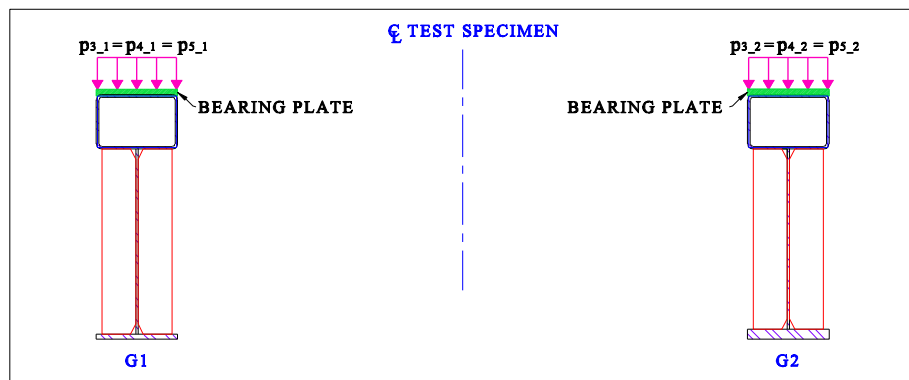 ℄ TEST SPECIMEN
p3_1 = p4_1 = p5_1
p3_2 = p4_2 = p5_2
BEARING PLATE
BEARING PLATE
G1
G2